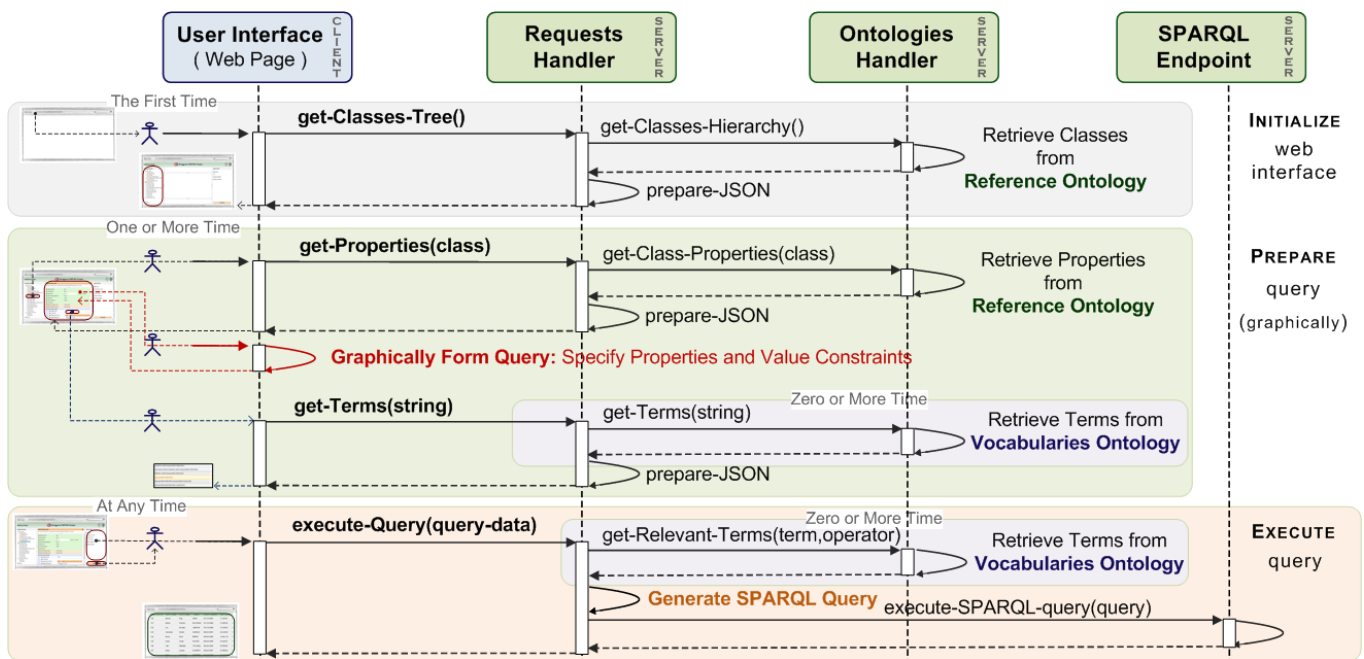 User Interface
( Web Page )
CLIENT
Requests
Handler
SERVER
Ontologies
Handler
SERVER
SPARQL
Endpoint
SERVER
The First Time
get-Classes-Tree()
get-Classes-Hierarchy()
prepare-JSON
Retrieve Classes
from
Reference Ontology
INITIALIZE
web
interface
One or More Time
get-Properties(class)
get-Class-Properties(class)
prepare-JSON
Retrieve Properties
from
Reference Ontology
PREPARE
query
(graphically)
Graphically Form Query: Specify Properties and Value Constraints
get-Terms(string)
Zero or More Time
get-Terms(string)
Retrieve Terms from
Vocabularies Ontology
prepare-JSON
At Any Time
execute-Query(query-data)
Zero or More Time
get-Relevant-Terms(term,operator)
Retrieve Terms from
Vocabularies Ontology
EXECUTE
query
Generate SPARQL Query
execute-SPARQL-query(query)